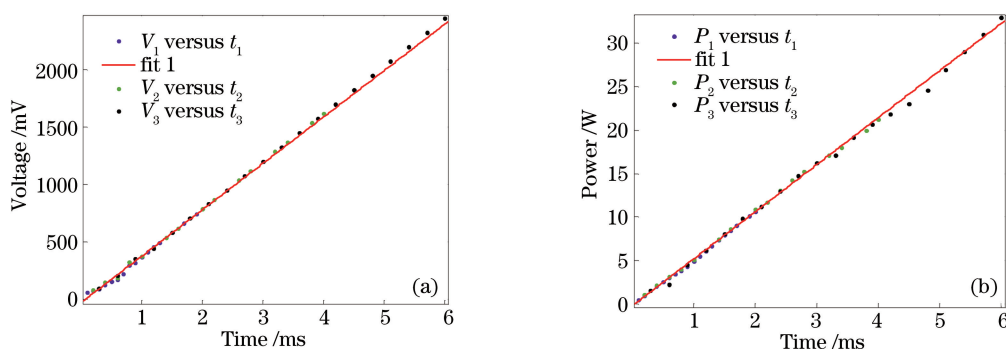 V₁ versus t₁
fit 1
V₂ versus t₂
V₃ versus t₃
Voltage /mV
2000
1500
1000
500
0
1 2 3 4 5 6
Time /ms
(a)
P₁ versus t₁
fit 1
P₂ versus t₂
P₃ versus t₃
Power /W
30
25
20
15
10
5
0
1 2 3 4 5 6
Time /ms
(b)